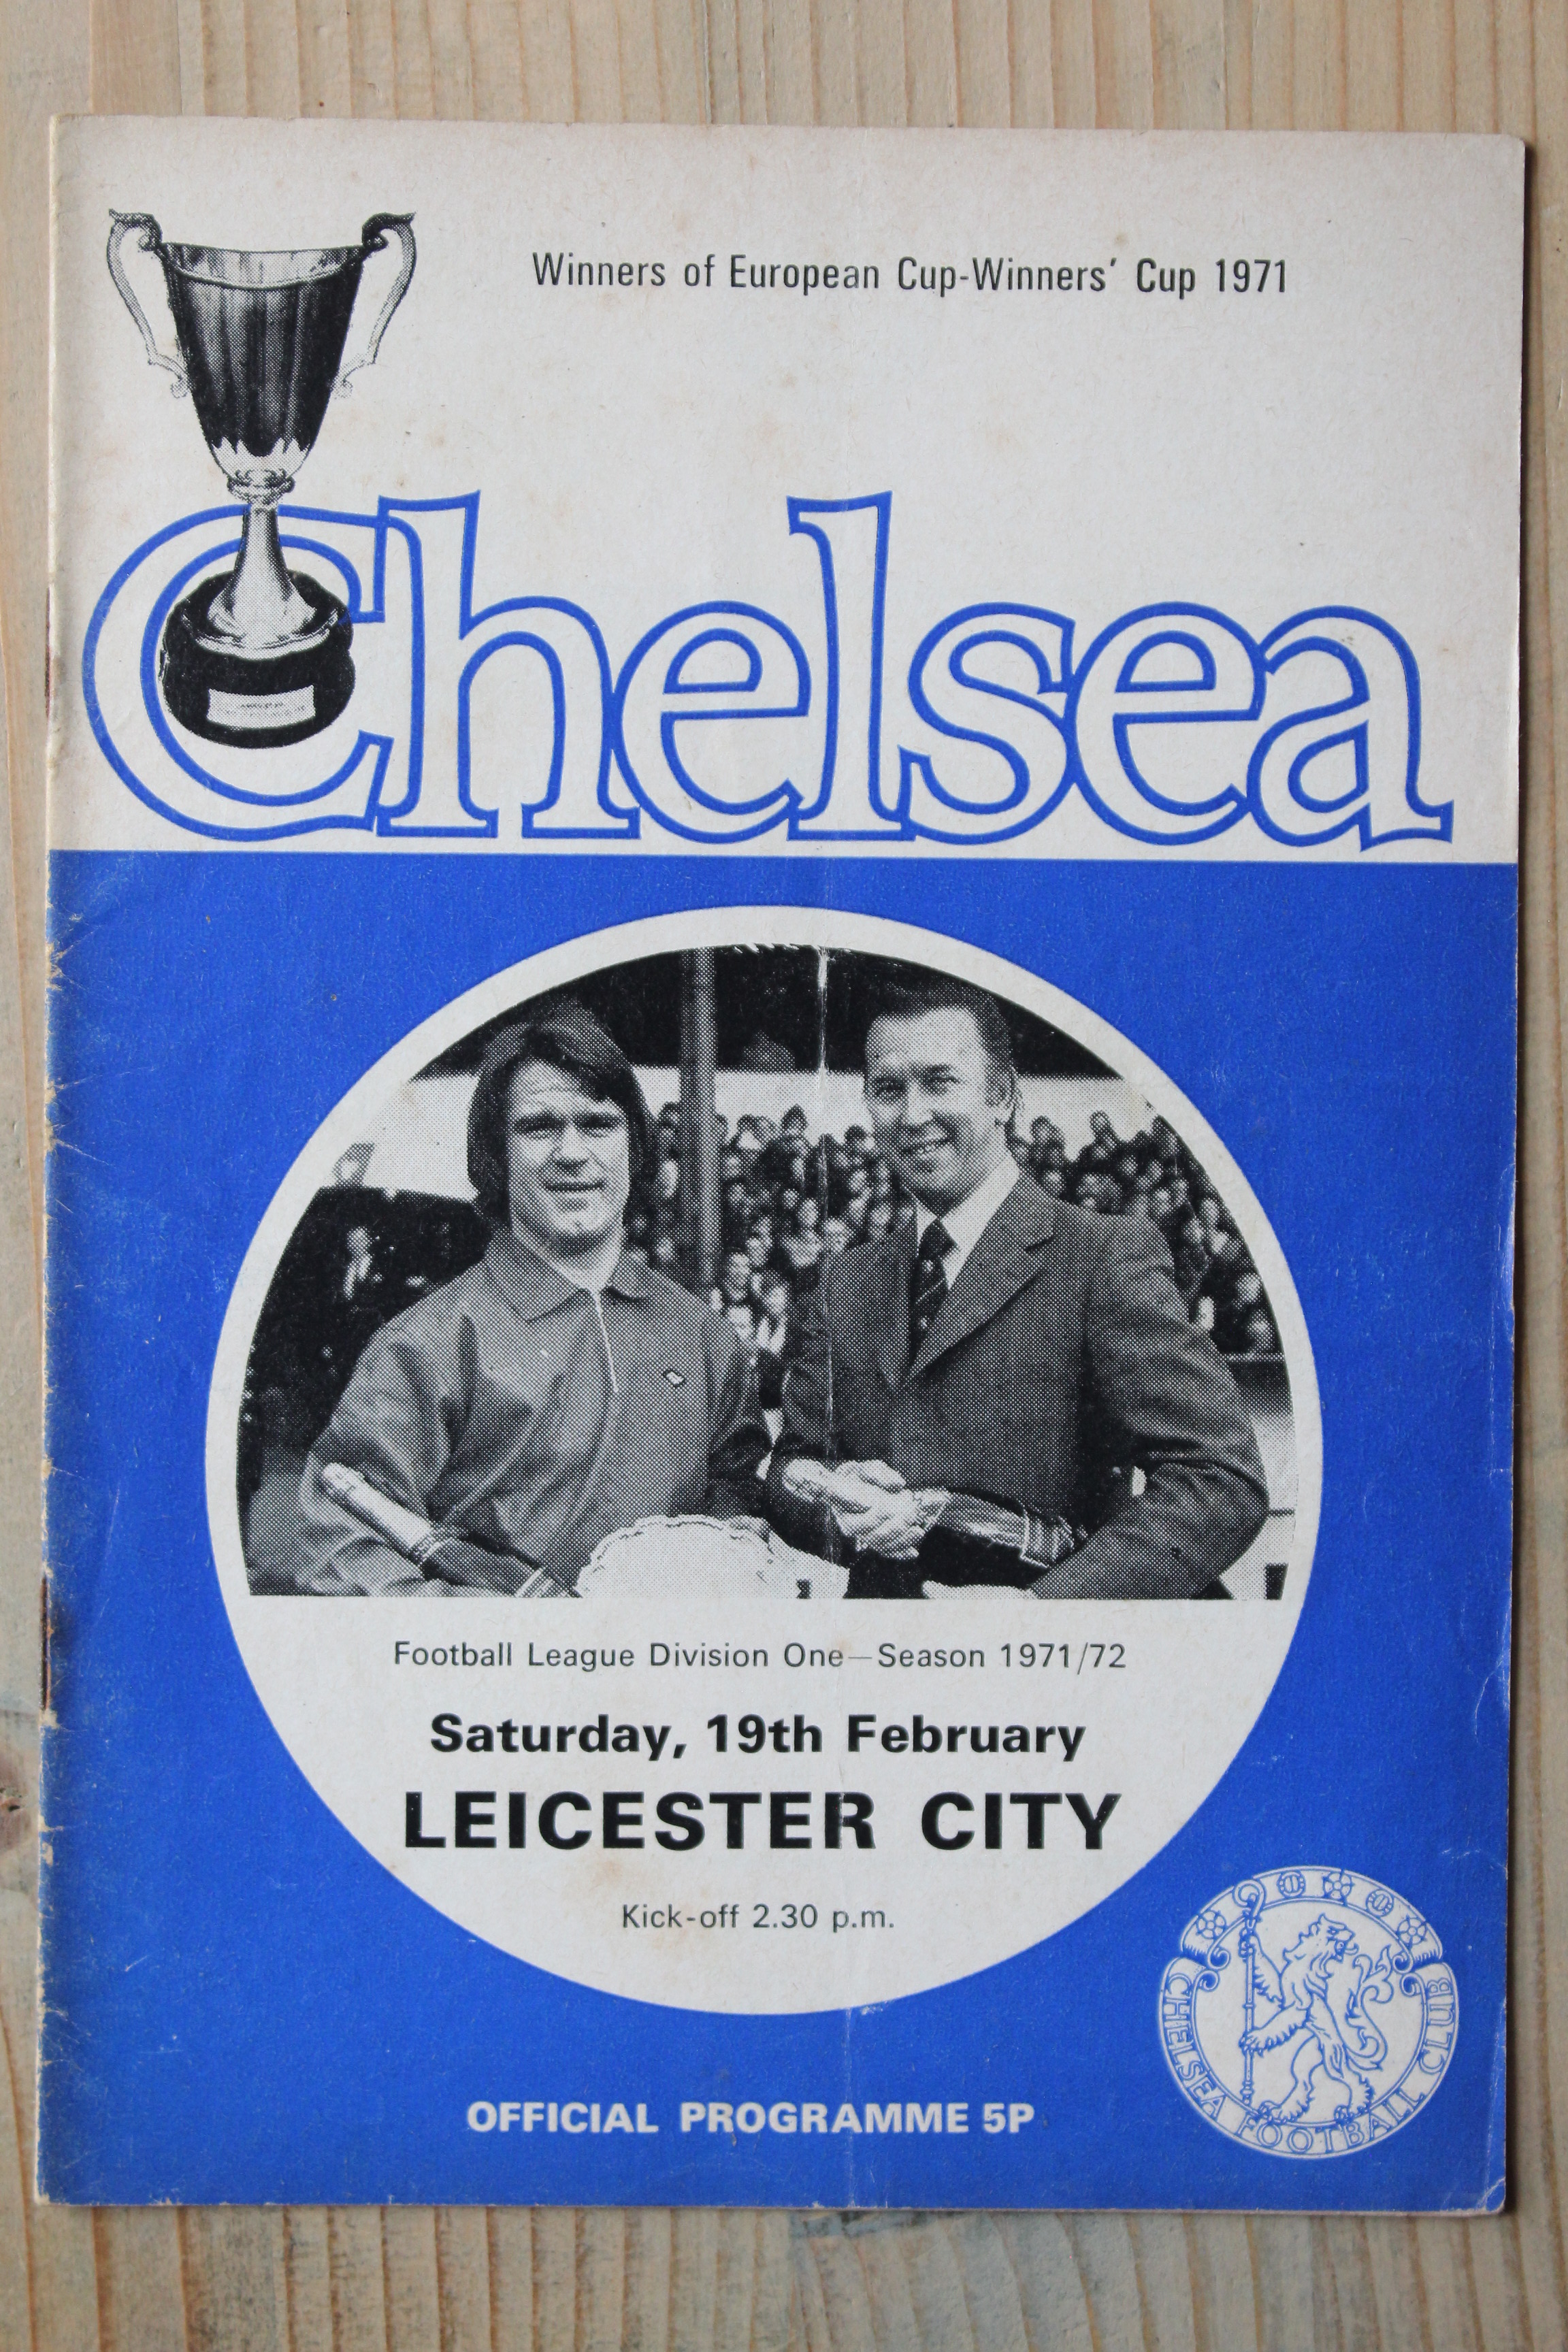 Winners of European Cup-Winners' Cup 1971
Chelsea
Football League Division One—Season 1971/72
Saturday, 19th February
LEICESTER CITY
Kick-off 2.30 p.m.
CHELSEA FOOTBALL CLUB
OFFICIAL PROGRAMME 5P